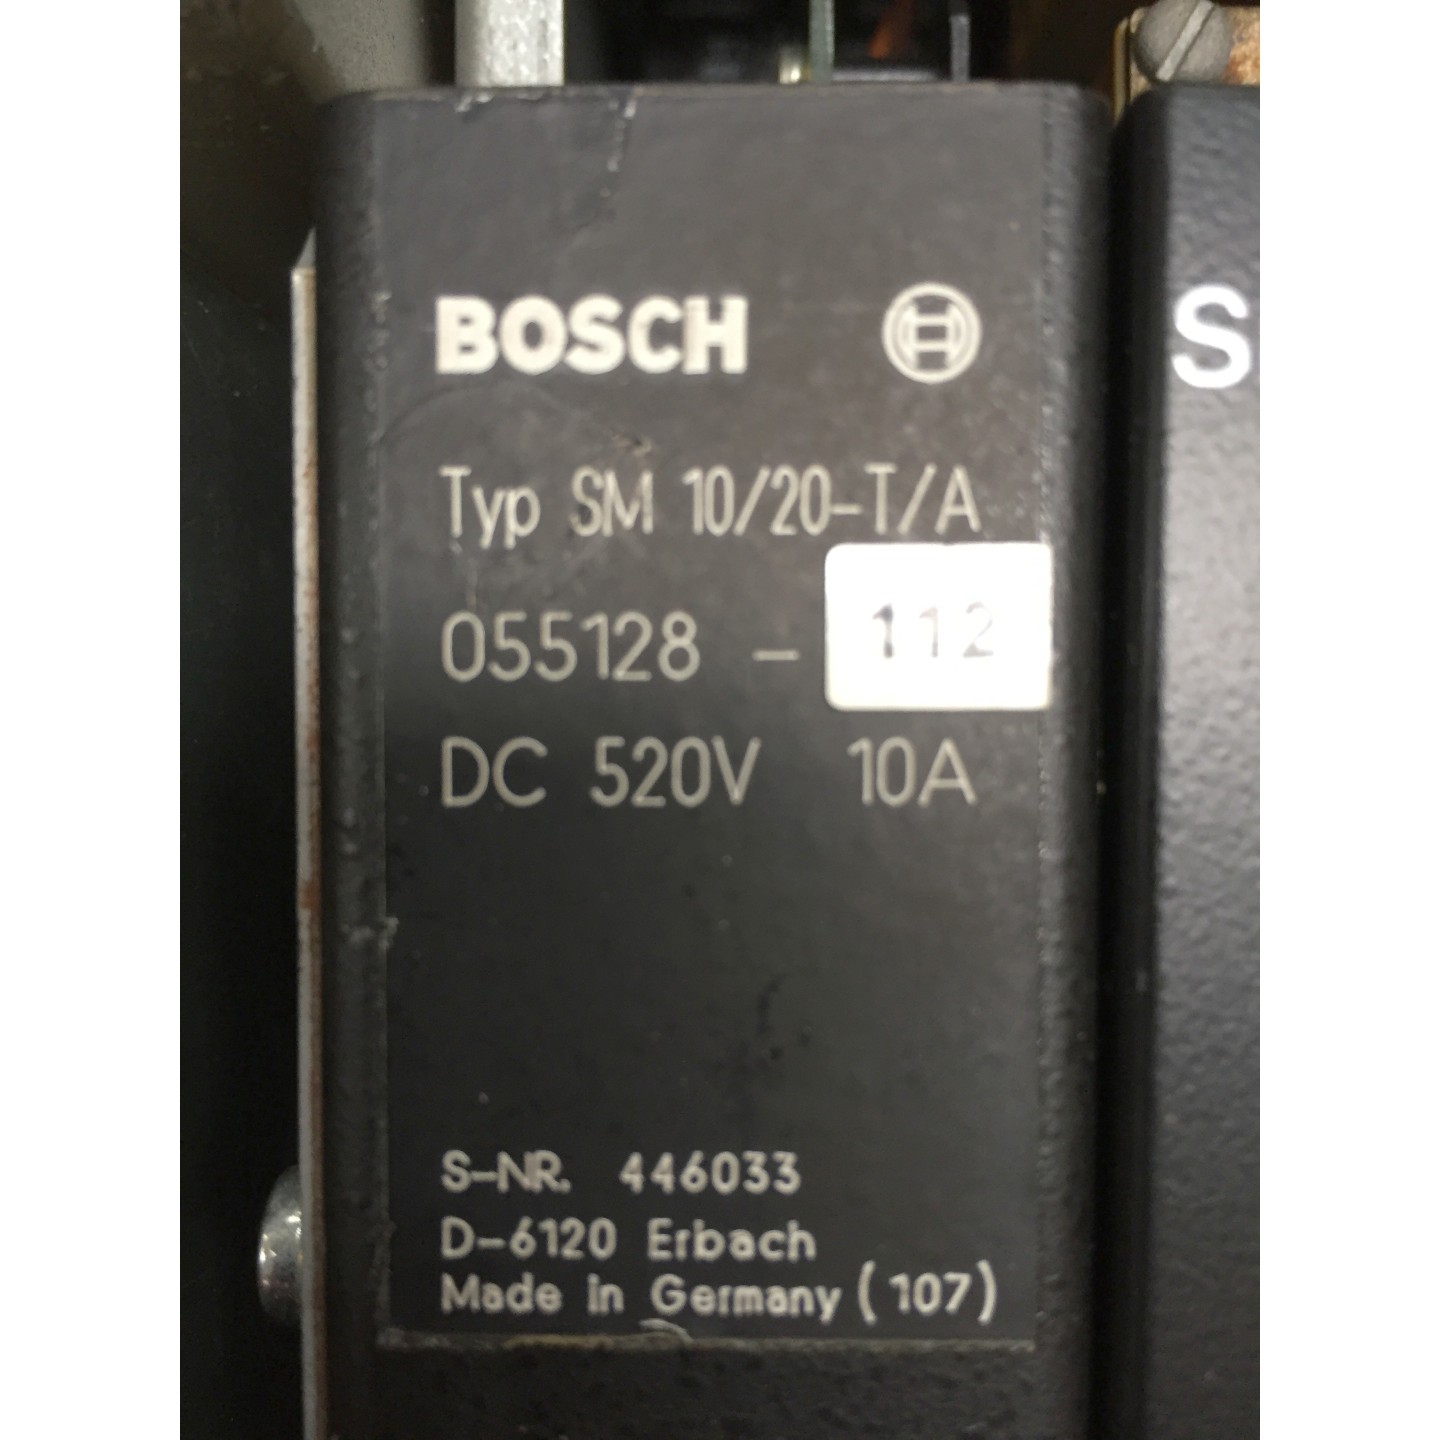 BOSCH
Typ SM 10/20-T/A
055128 - 112
DC 520V 10A
S-NR. 446033
D-6120 Erbach
Made in Germany (107)
S